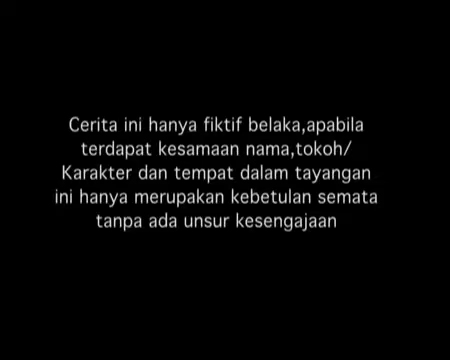 Cerita ini hanya fiktif belaka,apabila
terdapat kesamaan nama,tokoh/
Karakter dan tempat dalam tayangan
ini hanya merupakan kebetulan semata
tanpa ada unsur kesengajaan